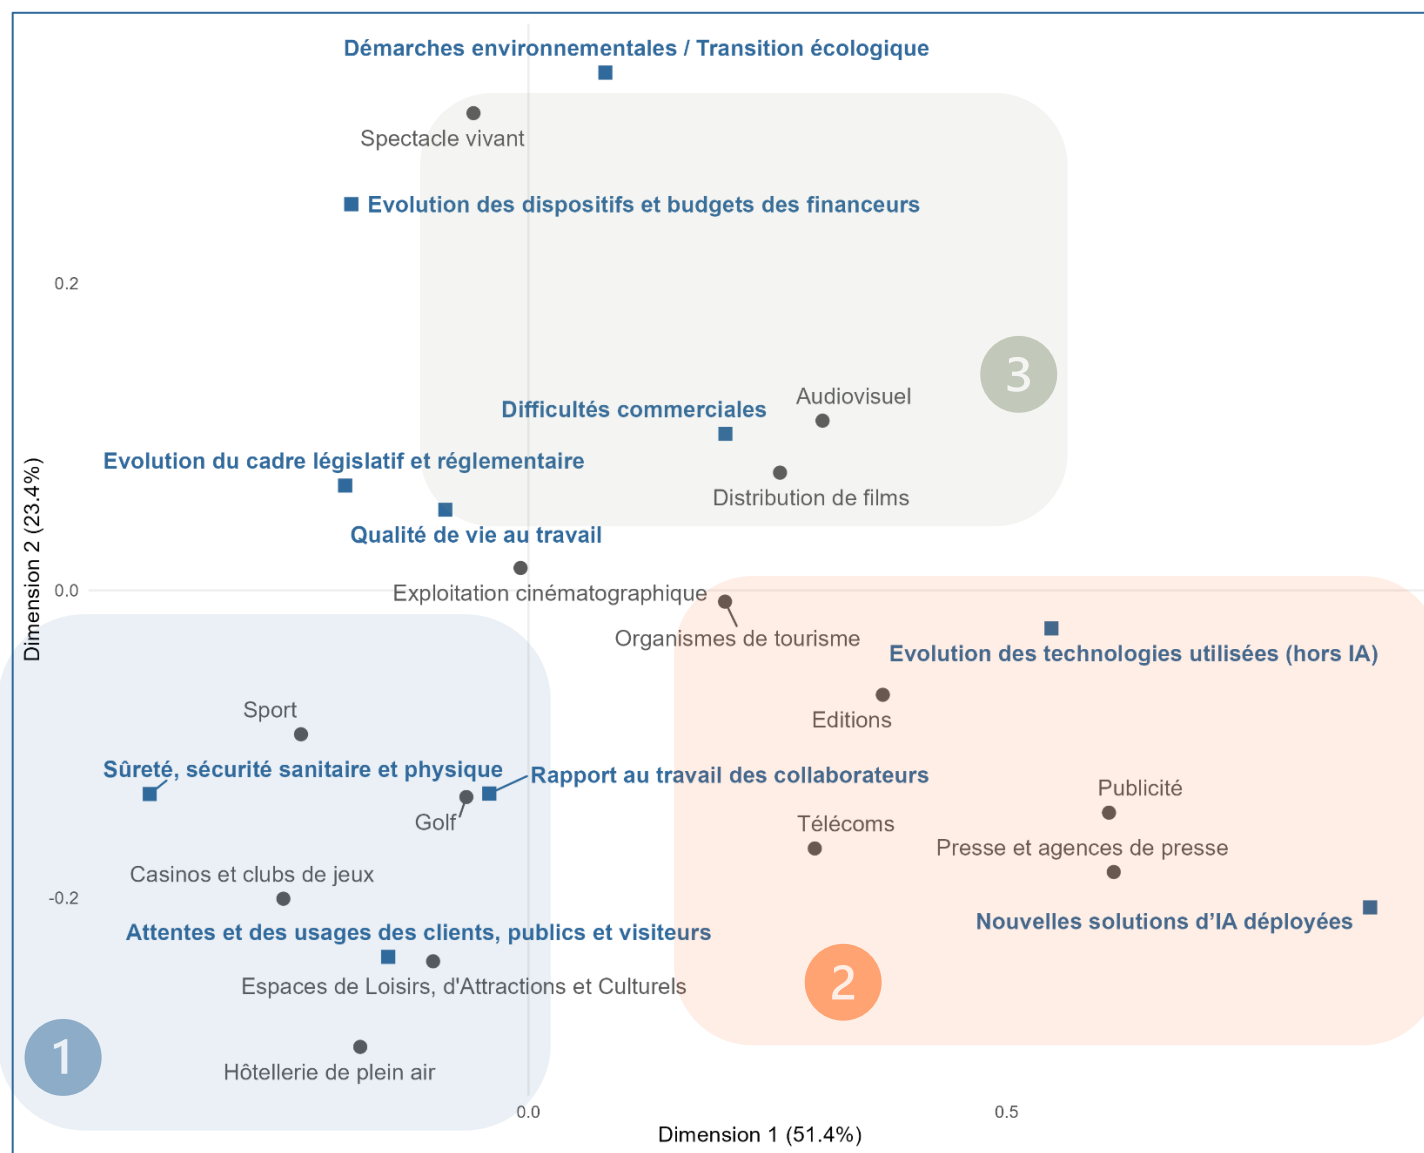 Démarches environnementales / Transition écologique
Spectacle vivant
Evolution des dispositifs et budgets des financeurs
0.2
3
Audiovisuel
Difficultés commerciales
Evolution du cadre législatif et réglementaire
Distribution de films
Qualité de vie au travail
Dimension 2 (23.4%)
0.0
Exploitation cinématographique
Organismes de tourisme
Evolution des technologies utilisées (hors IA)
Sport
Editions
Sûreté, sécurité sanitaire et physique
Rapport au travail des collaborateurs
Publicité
Golf
Télécoms
Presse et agences de presse
Casinos et clubs de jeux
-0.2
Nouvelles solutions d’IA déployées
Attentes et des usages des clients, publics et visiteurs
Espaces de Loisirs, d'Attractions et Culturels
2
1
Hôtellerie de plein air
0.0
0.5
Dimension 1 (51.4%)